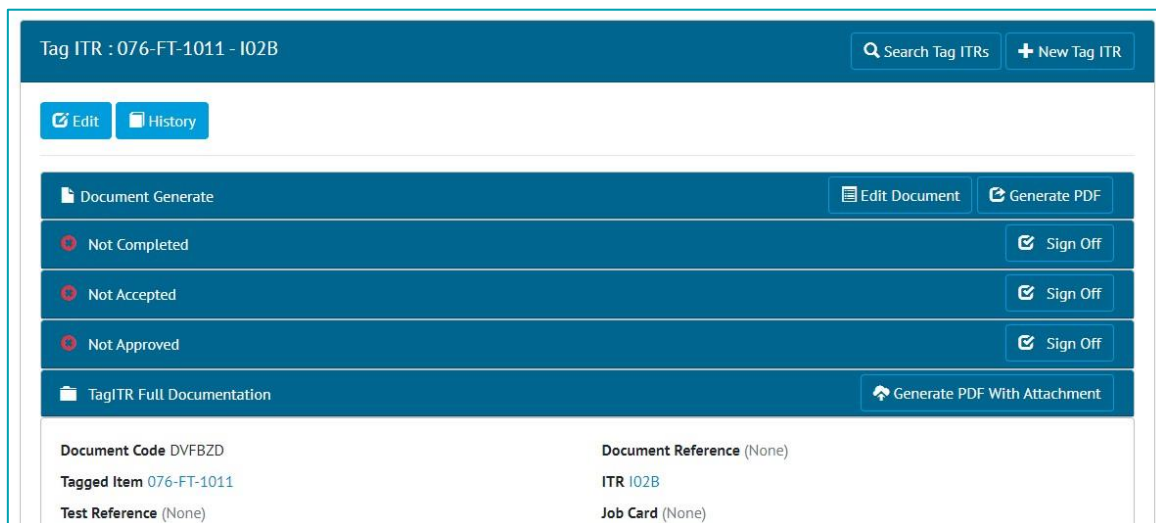 Tag ITR : 076-FT-1011 - I02B
Search Tag ITRs
New Tag ITR
Edit
History
Document Generate
Edit Document
Generate PDF
Not Completed
Sign Off
Not Accepted
Sign Off
Not Approved
Sign Off
TagITR Full Documentation
Generate PDF With Attachment
Document Code DVFBZD
Document Reference (None)
Tagged Item 076-FT-1011
ITR I02B
Test Reference (None)
Job Card (None)